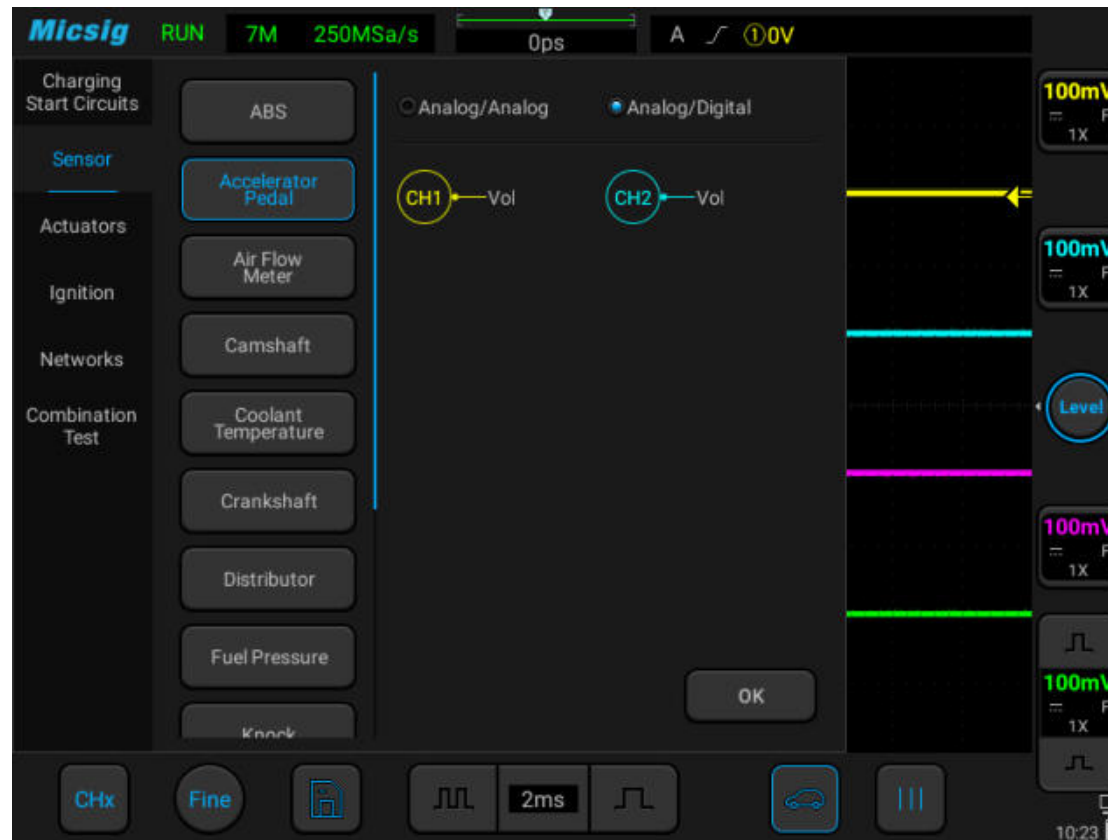 Micsig RUN 7M 250MSa/s 0ps A ①0V
Charging
Start Circuits
Sensor
Actuators
Ignition
Networks
Combination
Test
ABS
Accelerator
Pedal
Air Flow
Meter
Camshaft
Coolant
Temperature
Crankshaft
Distributor
Fuel Pressure
Knock
Analog/Analog Analog/Digital
CH1 Vol CH2 Vol
OK
100mV
F
1X
100mV
F
1X
Level
100mV
F
1X
100mV
F
1X
CHx Fine 2ms
10:23